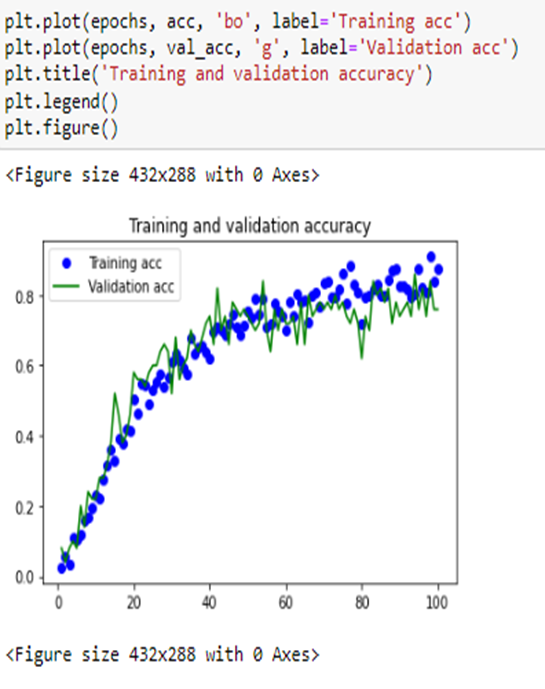 plt.plot(epochs, acc, 'bo', label='Training acc')
plt.plot(epochs, val_acc, 'g', label='Validation acc')
plt.title('Training and validation accuracy')
plt.legend()
plt.figure()
<Figure size 432x288 with 0 Axes>
Training and validation accuracy
Training acc
Validation acc
0.8
0.6
0.4
0.2
0.0
0 20 40 60 80 100
<Figure size 432x288 with 0 Axes>